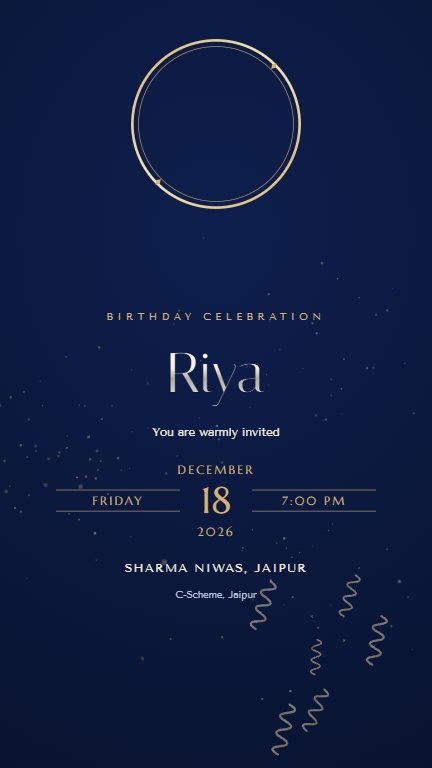 BIRTHDAY CELEBRATION
Riya
You are warmly invited
DECEMBER
FRIDAY 18 7:00 PM
2026
SHARMA NIWAS, JAIPUR
C-Scheme, Jaipur